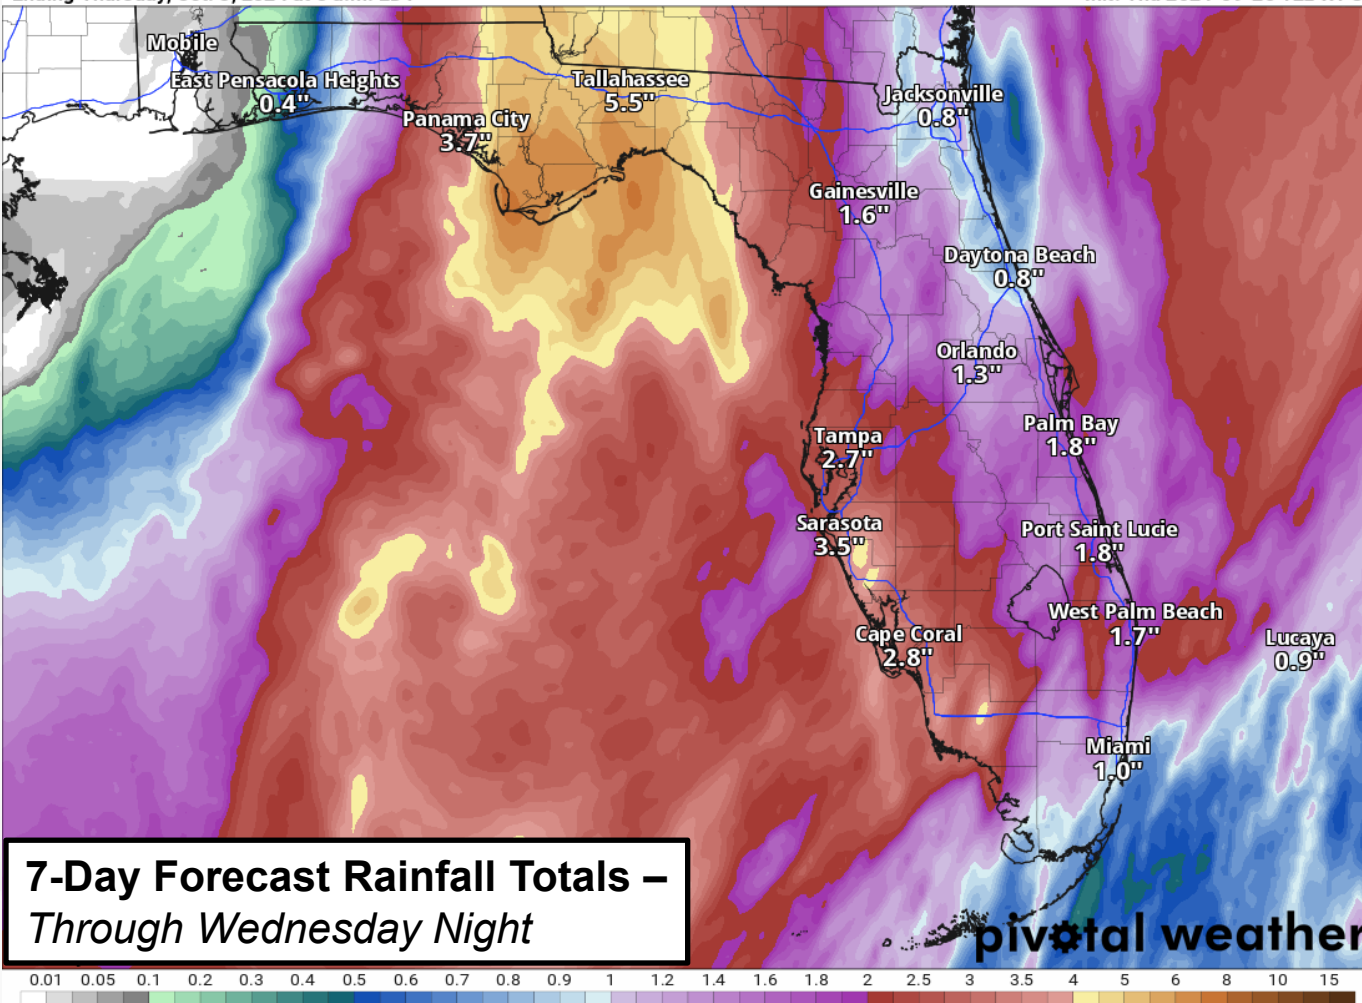 Mobile
East Pensacola Heights
0.4"
Panama City
3.7"
Tallahassee
5.5"
Jacksonville
0.8"
Gainesville
1.6"
Daytona Beach
0.8"
Orlando
1.3"
Palm Bay
1.8"
Tampa
2.7"
Sarasota
3.5"
Port Saint Lucie
1.8"
West Palm Beach
1.7"
Cape Coral
2.8"
Lucaya
0.9"
Miami
1.0"
7-Day Forecast Rainfall Totals –
Through Wednesday Night
pivotal weather
0.01 0.05 0.1 0.2 0.3 0.4 0.5 0.6 0.7 0.8 0.9 1 1.2 1.4 1.6 1.8 2 2.5 3 3.5 4 5 6 8 10 15